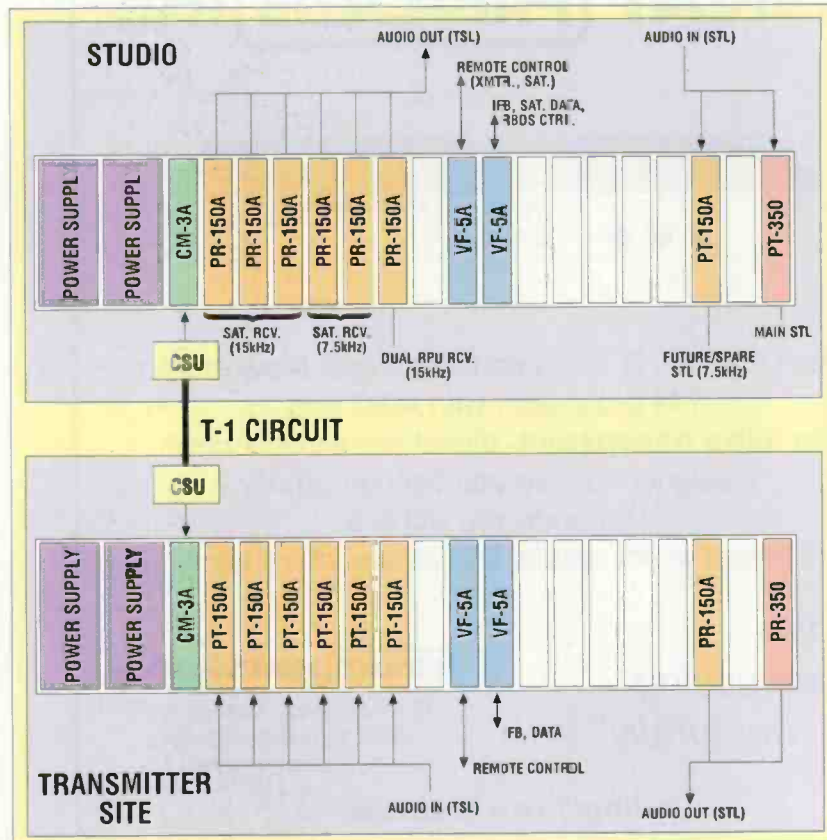 STUDIO
AUDIO OUT (TSL)
AUDIO IN (STL)
REMOTE CONTROL
(XMTR., SAT.)
IFB, SAT. DATA,
RBDS CTRL.
POWER SUPPLY
POWER SUPPLY
CM-3A
PR-150A
PR-150A
PR-150A
PR-150A
PR-150A
PR-150A
VF-5A
VF-5A
PT-150A
PT-350
SAT. RCV.
(15kHz)
SAT. RCV.
(7.5kHz)
DUAL RPU RCV.
(15kHz)
FUTURE/SPARE
STL (7.5kHz)
MAIN STL
CSU
T-1 CIRCUIT
CSU
POWER SUPPLY
POWER SUPPLY
CM-3A
PT-150A
PT-150A
PT-150A
PT-150A
PT-150A
PT-150A
VF-5A
VF-5A
PR-150A
PR-350
FB, DATA
REMOTE CONTROL
TRANSMITTER
SITE
AUDIO IN (TSL)
AUDIO OUT (STL)